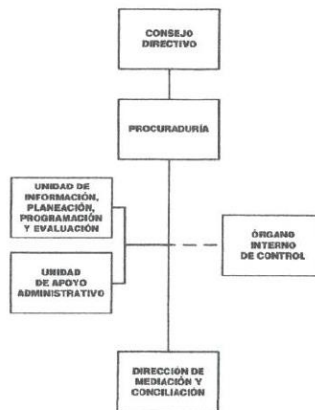 CONSEJO
DIRECTIVO
PROCURADURÍA
UNIDAD DE
INFORMACIÓN,
PLANEACIÓN,
PROGRAMACIÓN
Y EVALUACIÓN
ÓRGANO
INTERNO
DE CONTROL
UNIDAD
DE APOYO
ADMINISTRATIVO
DIRECCIÓN DE
MEDIACIÓN Y
CONCILIACIÓN